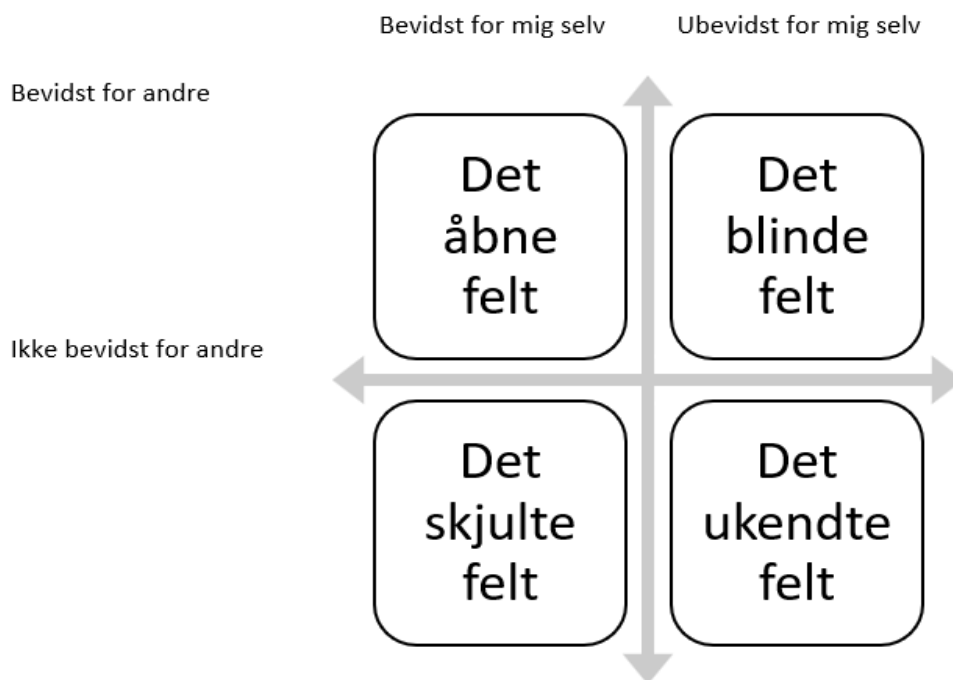 Bevidst for mig selv
Ubevidst for mig selv
Bevidst for andre
Det
åbne
felt
Det
blinde
felt
Ikke bevidst for andre
Det
skjulte
felt
Det
ukendte
felt